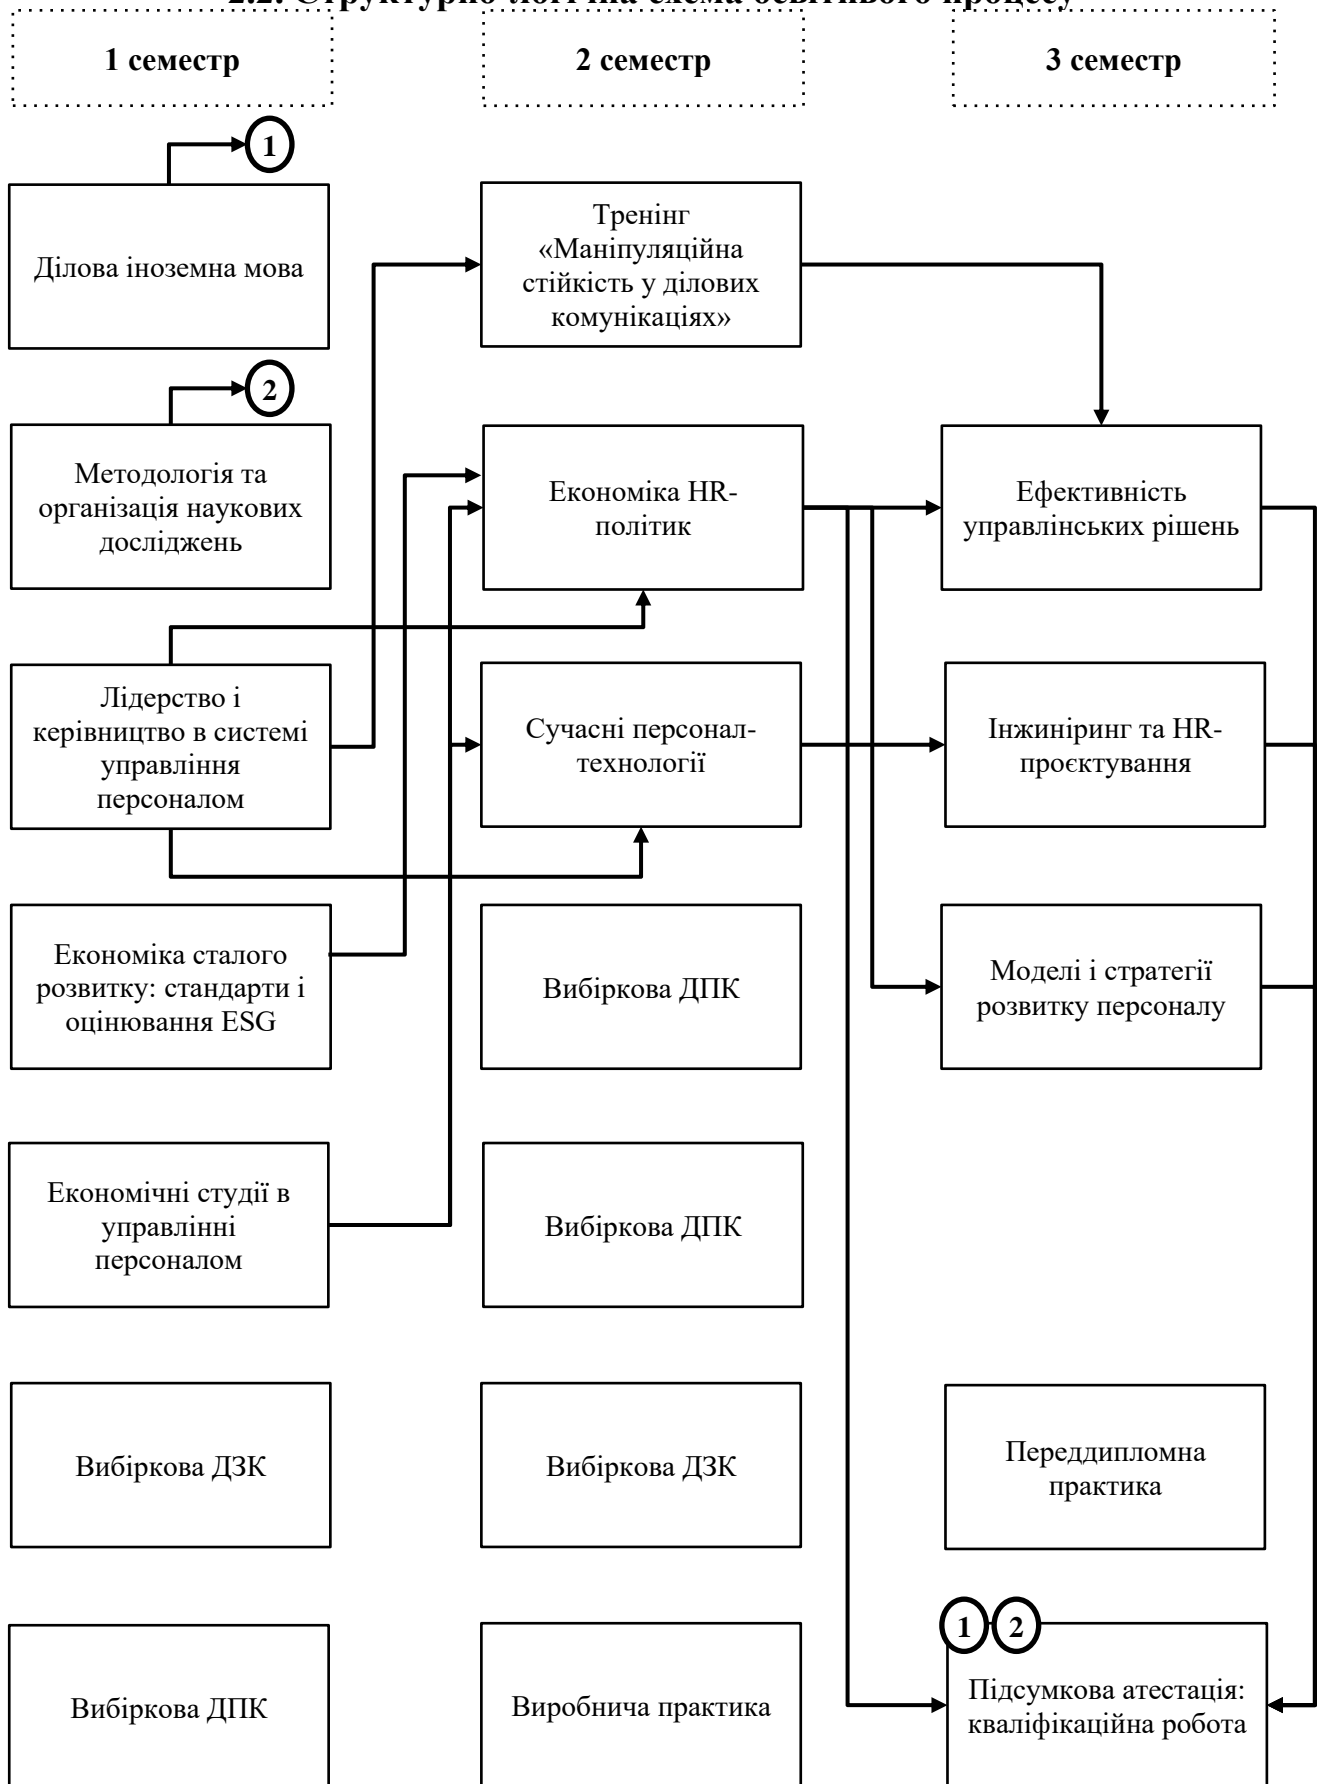 2.2. Структурно-логічна схема освітнього процесу
1 семестр
2 семестр
3 семестр
1
Ділова іноземна мова
Тренінг
«Маніпуляційна
стійкість у ділових
комунікаціях»
2
Методологія та
організація наукових
досліджень
Економіка HR-
політик
Ефективність
управлінських рішень
Лідерство і
керівництво в системі
управління
персоналом
Сучасні персонал-
технології
Інжиніринг та HR-
проєктування
Економіка сталого
розвитку: стандарти і
оцінювання ESG
Вибіркова ДПК
Моделі і стратегії
розвитку персоналу
Економічні студії в
управлінні
персоналом
Вибіркова ДПК
Вибіркова ДЗК
Вибіркова ДЗК
Переддипломна
практика
Вибіркова ДПК
Виробнича практика
1 2
Підсумкова атестація:
кваліфікаційна робота